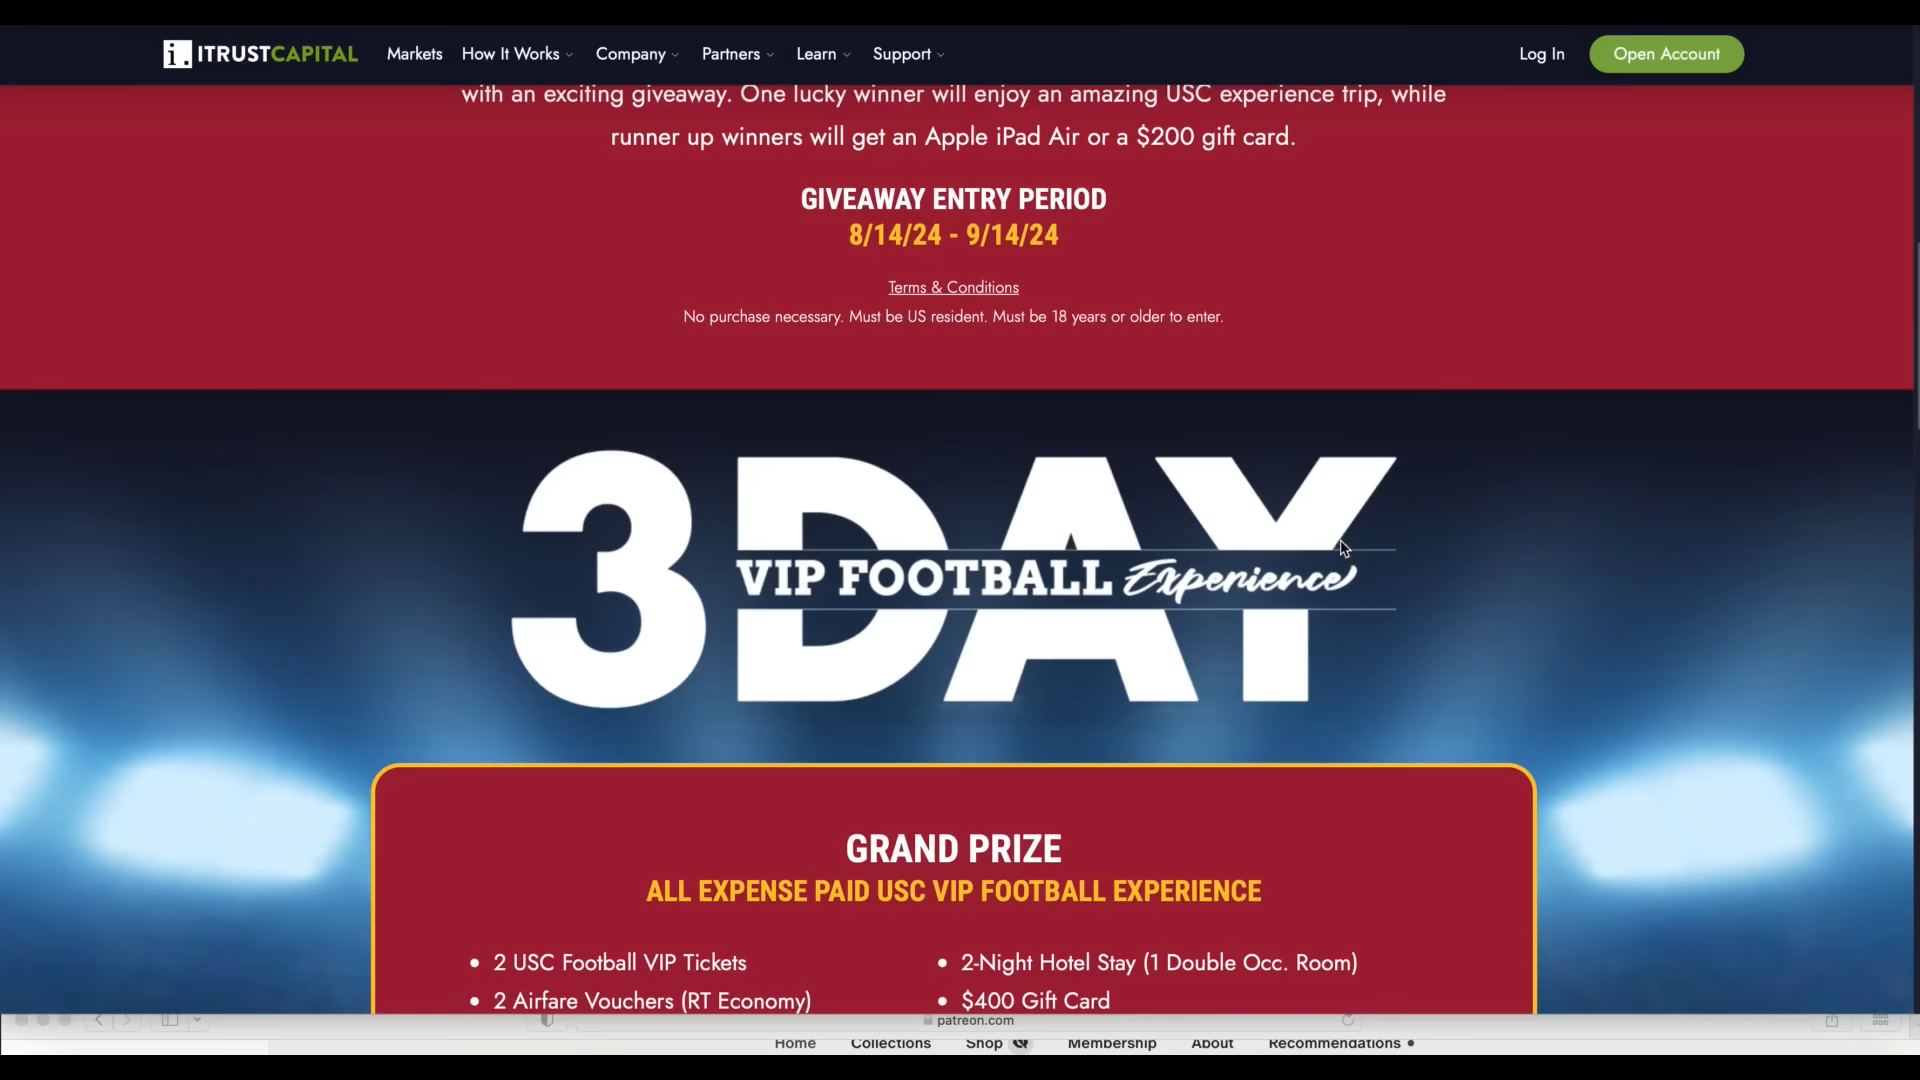 i. ITRUSTCAPITAL Markets How It Works Company Partners Learn Support Log In Open Account
with an exciting giveaway. One lucky winner will enjoy an amazing USC experience trip, while
runner up winners will get an Apple iPad Air or a $200 gift card.
GIVEAWAY ENTRY PERIOD
8/14/24 - 9/14/24
Terms & Conditions
No purchase necessary. Must be US resident. Must be 18 years or older to enter.
3 DAY
VIP FOOTBALL Experience
GRAND PRIZE
ALL EXPENSE PAID USC VIP FOOTBALL EXPERIENCE
• 2 USC Football VIP Tickets
• 2 Airfare Vouchers (RT Economy)
• 2-Night Hotel Stay (1 Double Occ. Room)
• $400 Gift Card
patreon.com
Home Collections Shop Membership About Recommendations